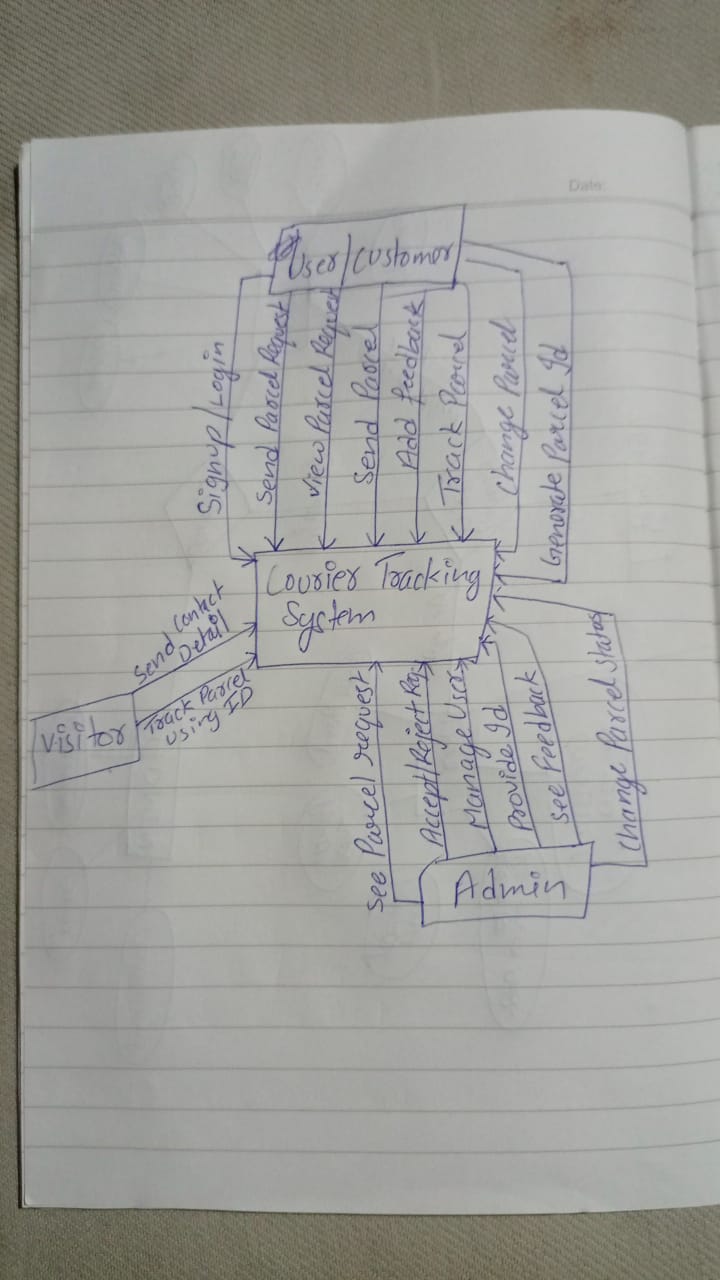 Date:
User/Customer
Signup/Login
Send Parcel Request
View Parcel Request
Send Parcel
Add Feedback
Track Parcel
Change Parcel
Generate Parcel Id
Courier Tracking
System
Send Contact
Detail
Track Parcel
using ID
Visitor
See Parcel request
Accept/Reject Req
Manage User
Provide Id
See Feedback
Change Parcel Status
Admin